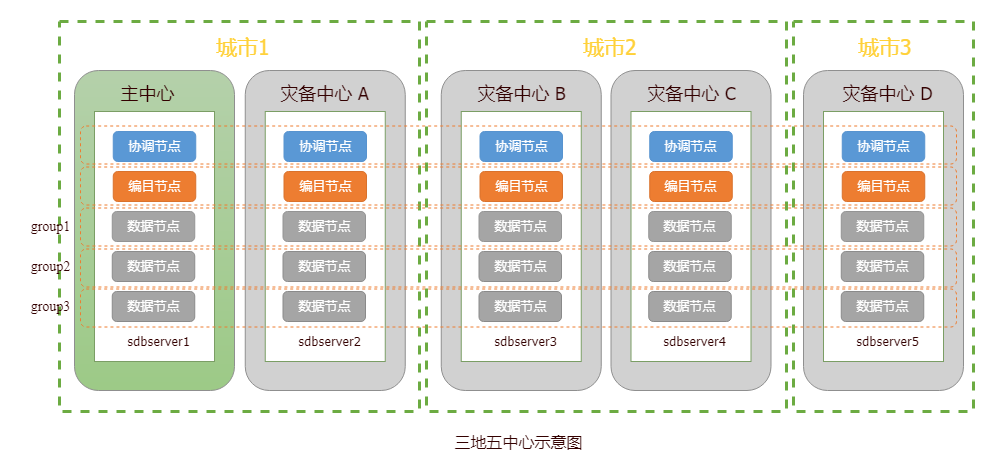 城市1 城市2 城市3
主中心 灾备中心 A 灾备中心 B 灾备中心 C 灾备中心 D
协调节点 协调节点 协调节点 协调节点 协调节点
编目节点 编目节点 编目节点 编目节点 编目节点
group1 数据节点 数据节点 数据节点 数据节点 数据节点
group2 数据节点 数据节点 数据节点 数据节点 数据节点
group3 数据节点 数据节点 数据节点 数据节点 数据节点
sdbserver1 sdbserver2 sdbserver3 sdbserver4 sdbserver5
三地五中心示意图